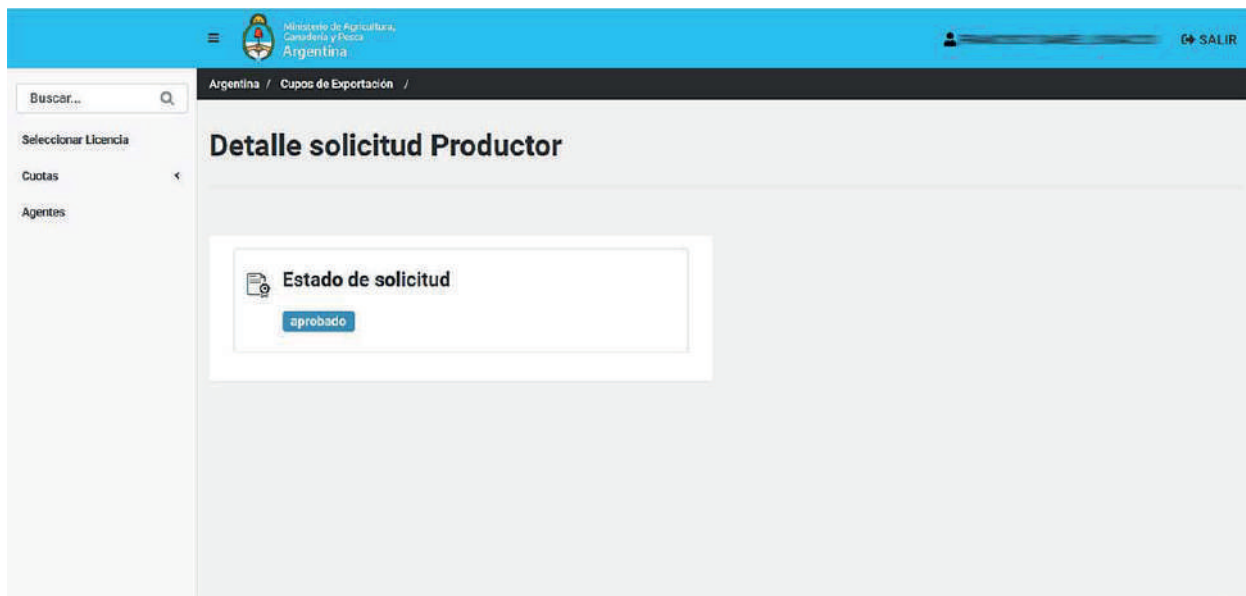 Ministerio de Agricultura,
Ganadería y Pesca
Argentina
SALIR
Argentina / Cupos de Exportación /
Buscar...
Seleccionar Licencia
Cuotas
Agentes
Detalle solicitud Productor
Estado de solicitud
aprobado